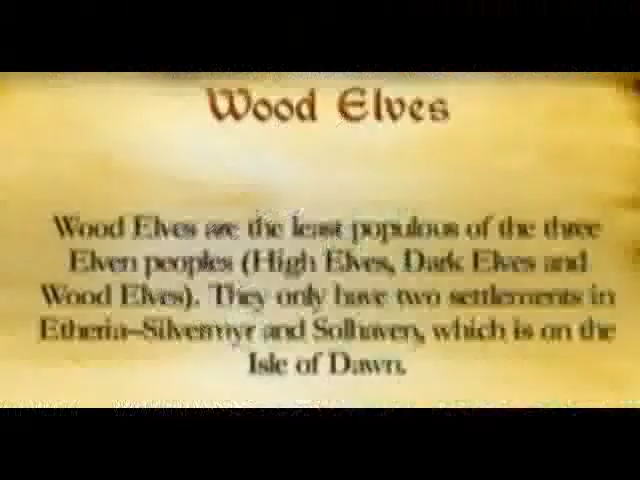 Wood Elves
Wood Elves are the least populous of the three
Elven peoples (High Elves, Dark Elves and
Wood Elves). They only have two settlements in
Etheria–Silvermyr and Solhaven, which is on the
Isle of Dawn.